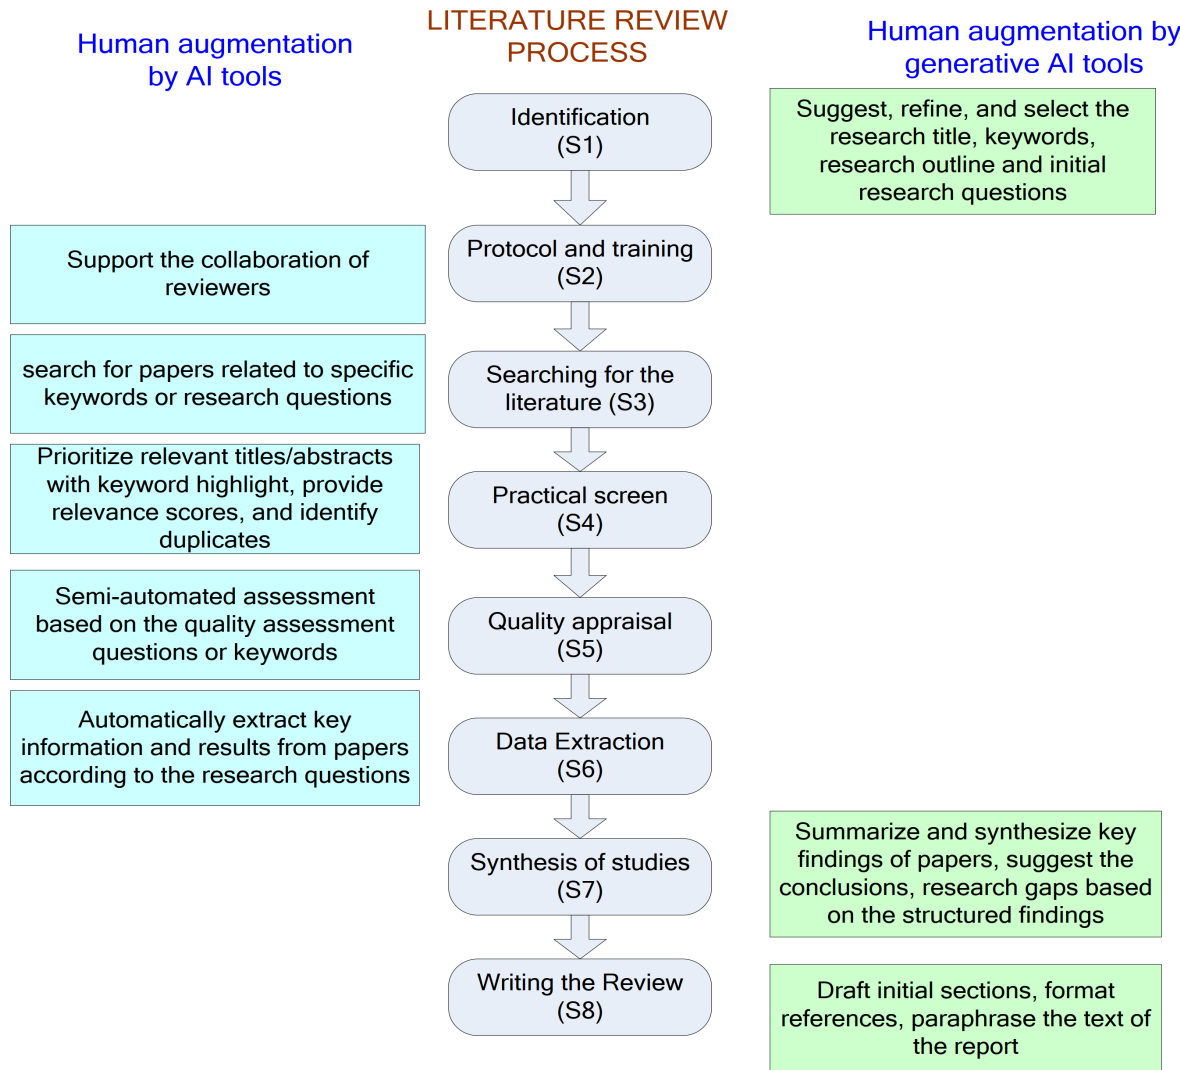 Human augmentation
by AI tools
LITERATURE REVIEW
PROCESS
Human augmentation by
generative AI tools
Identification
(S1)
Suggest, refine, and select the
research title, keywords,
research outline and initial
research questions
Support the collaboration of
reviewers
Protocol and training
(S2)
search for papers related to specific
keywords or research questions
Searching for the
literature (S3)
Prioritize relevant titles/abstracts
with keyword highlight, provide
relevance scores, and identify
duplicates
Practical screen
(S4)
Semi-automated assessment
based on the quality assessment
questions or keywords
Quality appraisal
(S5)
Automatically extract key
information and results from papers
according to the research questions
Data Extraction
(S6)
Synthesis of studies
(S7)
Summarize and synthesize key
findings of papers, suggest the
conclusions, research gaps based
on the structured findings
Writing the Review
(S8)
Draft initial sections, format
references, paraphrase the text of
the report